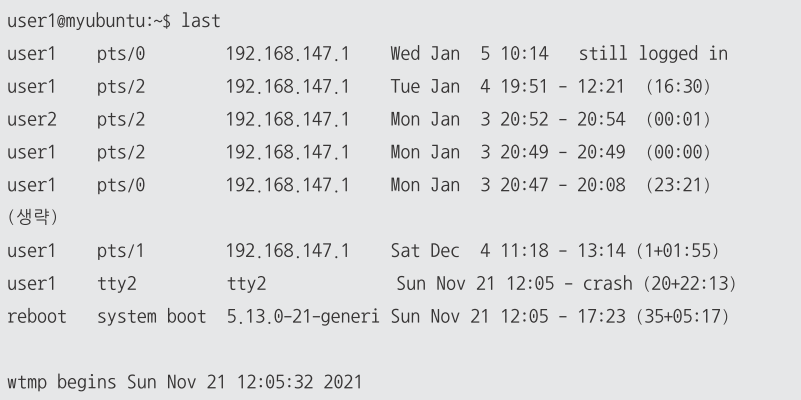 user1@myubuntu:~$ last
user1 pts/0 192.168.147.1 Wed Jan 5 10:14 still logged in
user1 pts/2 192.168.147.1 Tue Jan 4 19:51 - 12:21 (16:30)
user2 pts/2 192.168.147.1 Mon Jan 3 20:52 - 20:54 (00:01)
user1 pts/2 192.168.147.1 Mon Jan 3 20:49 - 20:49 (00:00)
user1 pts/0 192.168.147.1 Mon Jan 3 20:47 - 20:08 (23:21)
(생략)
user1 pts/1 192.168.147.1 Sat Dec 4 11:18 - 13:14 (1+01:55)
user1 tty2 tty2 Sun Nov 21 12:05 - crash (20+22:13)
reboot system boot 5.13.0-21-generi Sun Nov 21 12:05 - 17:23 (35+05:17)
wtmp begins Sun Nov 21 12:05:32 2021